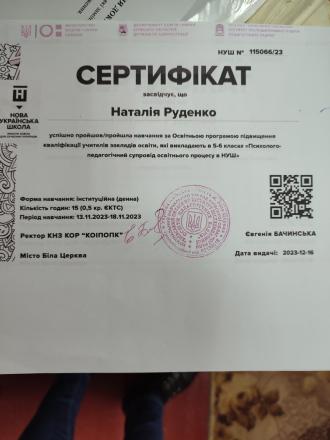 НУШ № 115066/23
СЕРТИФІКАТ
засвідчує, що
Наталія Руденко
успішно пройшов/пройшла навчання за Освітньою програмою підвищення
кваліфікації учителів закладів освіти, які викладають в 5-6 класах «Психолого-
педагогічний супровід освітнього процесу в НУШ»
НОВА
УКРАЇНСЬКА
ШКОЛА
Форма навчання: інституційна (денна)
Кількість годин: 15 (0,5 кр. ЄКТС)
Період навчання: 13.11.2023-18.11.2023
Ректор КНЗ КОР "КОІПОПК"
Євгенія БАЧИНСЬКА
Місто Біла Церква
Дата видачі: 2023-12-16